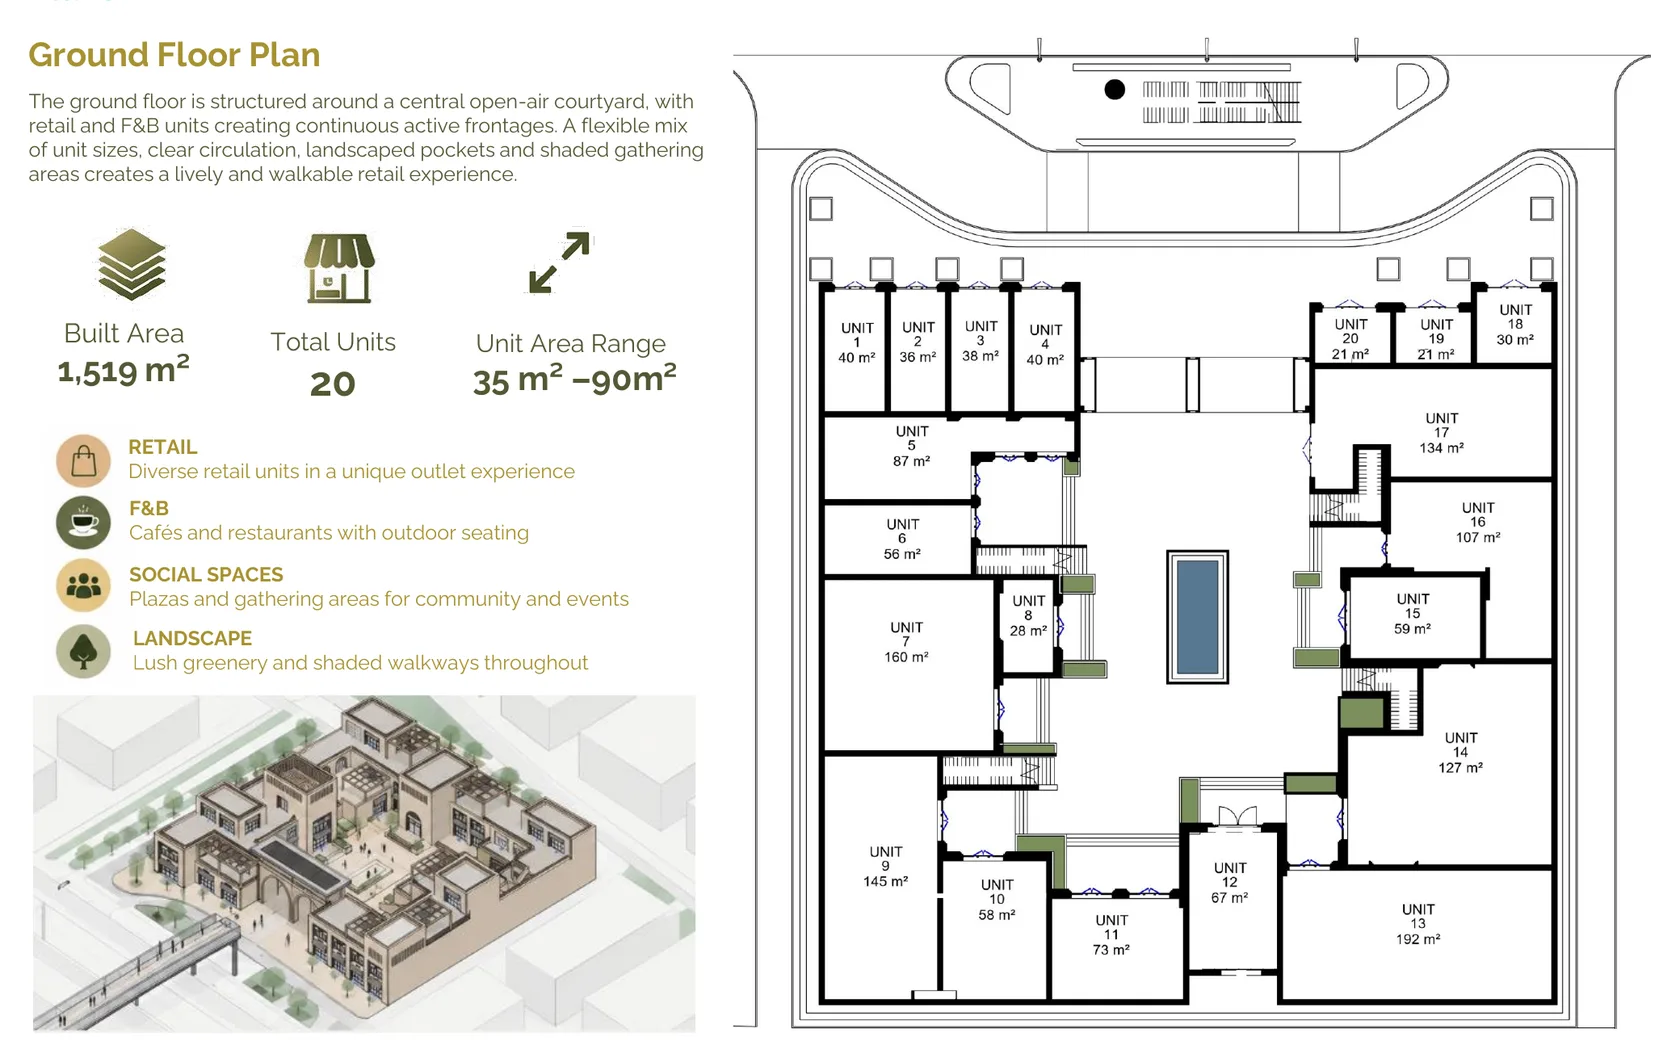 Ground Floor Plan
The ground floor is structured around a central open-air courtyard, with
retail and F&B units creating continuous active frontages. A flexible mix
of unit sizes, clear circulation, landscaped pockets and shaded gathering
areas creates a lively and walkable retail experience.
Built Area
1,519 m²
Total Units
20
Unit Area Range
35 m² –90m²
RETAIL
Diverse retail units in a unique outlet experience
F&B
Cafés and restaurants with outdoor seating
SOCIAL SPACES
Plazas and gathering areas for community and events
LANDSCAPE
Lush greenery and shaded walkways throughout
UNIT
1
40 m²
UNIT
2
36 m²
UNIT
3
38 m²
UNIT
4
40 m²
UNIT
20
21 m²
UNIT
19
21 m²
UNIT
18
30 m²
UNIT
5
87 m²
UNIT
17
134 m²
UNIT
6
56 m²
UNIT
16
107 m²
UNIT
7
160 m²
UNIT
8
28 m²
UNIT
15
59 m²
UNIT
14
127 m²
UNIT
9
145 m²
UNIT
10
58 m²
UNIT
11
73 m²
UNIT
12
67 m²
UNIT
13
192 m²